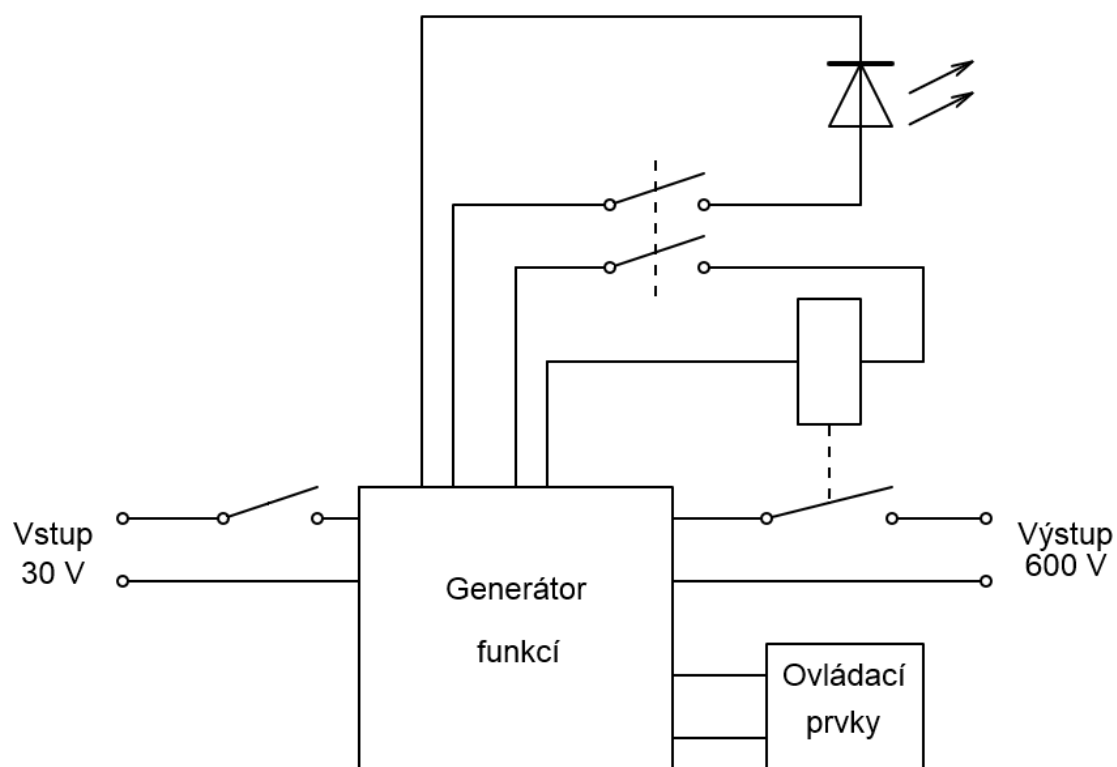 Vstup
30 V
Generátor
funkcí
Výstup
600 V
Ovládací
prvky